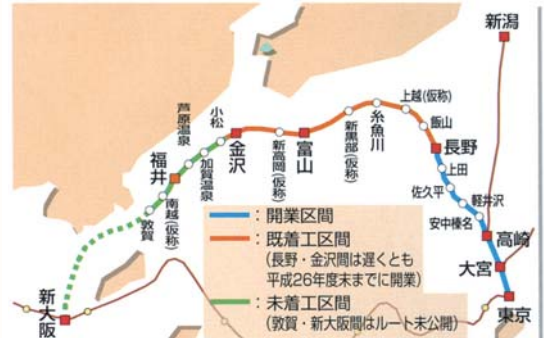 新潟
上越(仮称)
飯山
糸魚川
新黒部(仮称)
富山
新高岡(仮称)
金沢
小松
加賀温泉
芦原温泉
福井
南越(仮称)
敦賀
新大阪
長野
上田
佐久平
軽井沢
安中榛名
高崎
大宮
東京
:開業区間
:既着工区間
(長野・金沢間は遅くとも
平成26年度末までに開業)
:未着工区間
(敦賀・新大阪間はルート未公開)